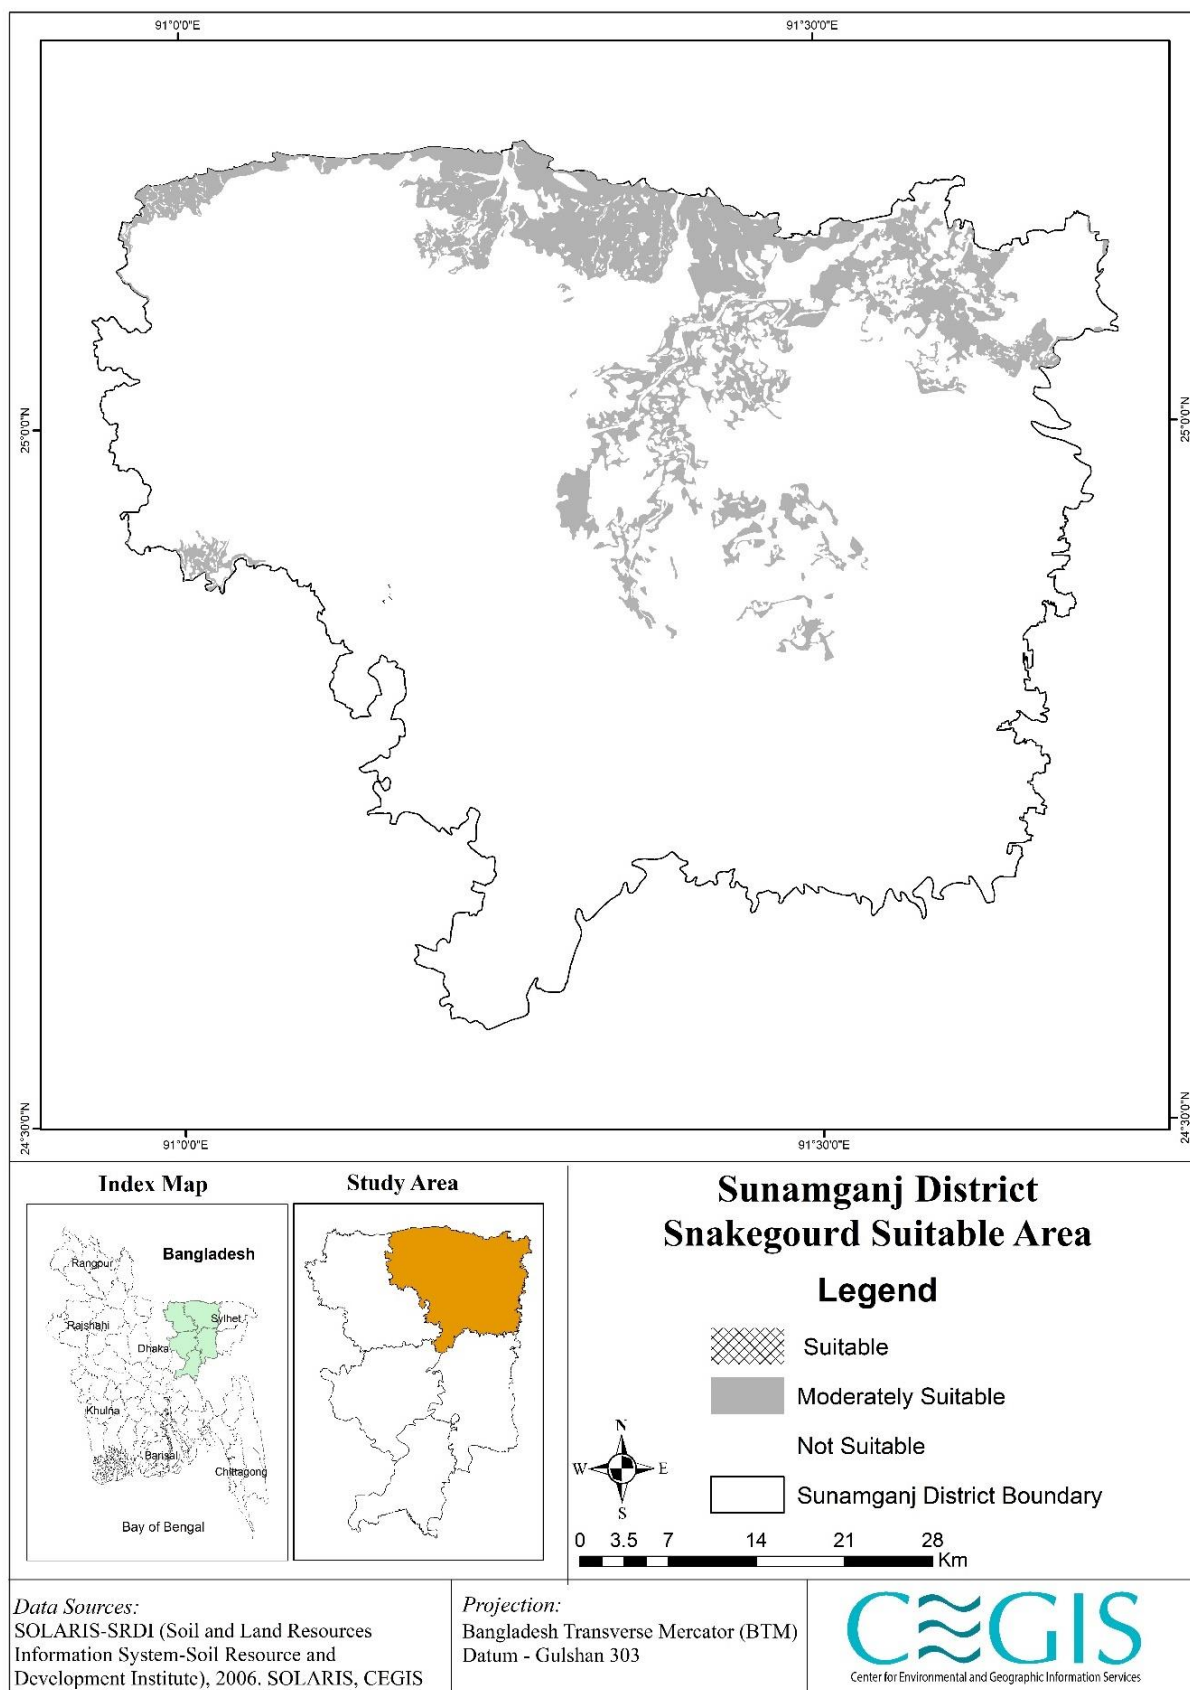 91°0'0"E
91°30'0"E
25°0'0"N
25°0'0"N
24°30'0"N
24°30'0"N
91°0'0"E
91°30'0"E
Index Map
Bangladesh
Rangpur
Rajshahi
Sylhet
Dhaka
Khulna
Barisal
Chittagong
Bay of Bengal
Study Area
Sunamganj District
Snakegourd Suitable Area
Legend
Suitable
Moderately Suitable
Not Suitable
Sunamganj District Boundary
N
W E
S
0 3.5 7 14 21 28
Km
Data Sources:
SOLARIS-SRDI (Soil and Land Resources
Information System-Soil Resource and
Development Institute), 2006. SOLARIS, CEGIS
Projection:
Bangladesh Transverse Mercator (BTM)
Datum - Gulshan 303
CEGIS
Center for Environmental and Geographic Information Services